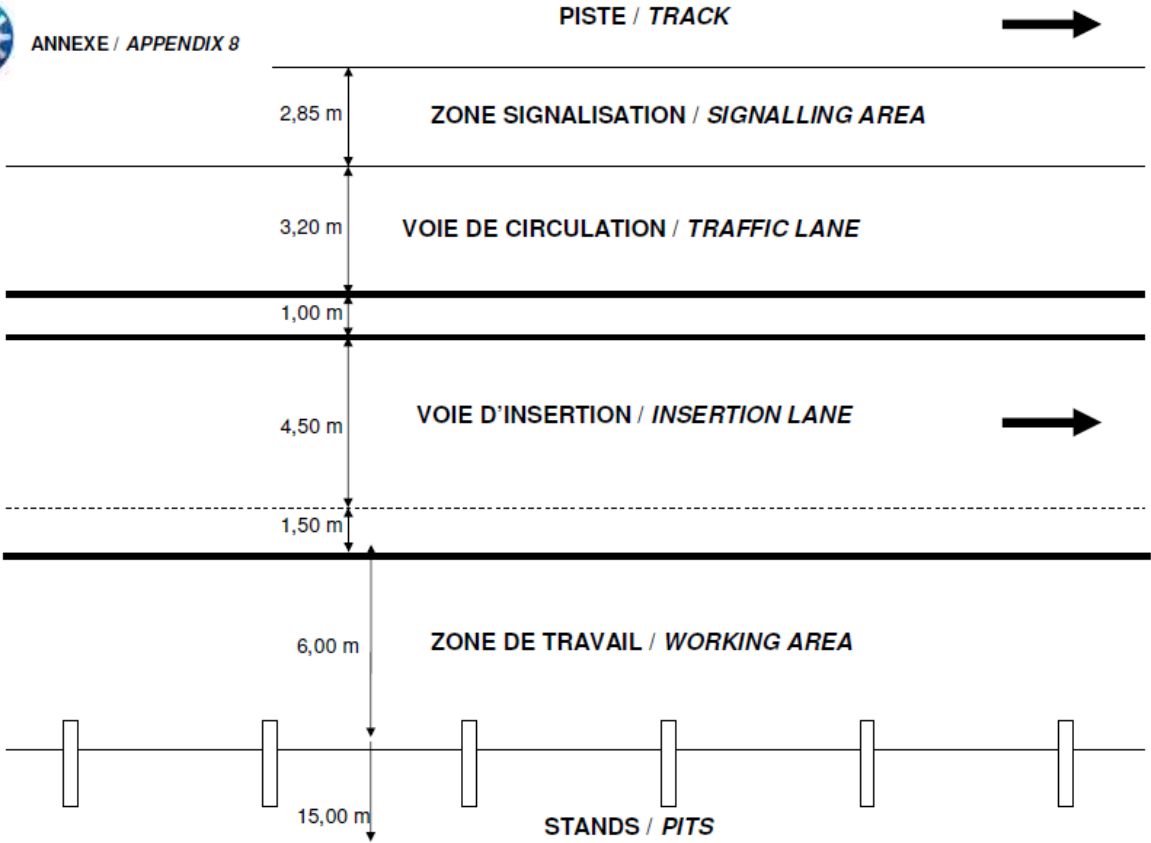 PISTE / TRACK
ANNEXE / APPENDIX 8
2,85 m
ZONE SIGNALISATION / SIGNALLING AREA
3,20 m
VOIE DE CIRCULATION / TRAFFIC LANE
1,00 m
VOIE D'INSERTION / INSERTION LANE
4,50 m
1,50 m
6,00 m
ZONE DE TRAVAIL / WORKING AREA
15,00 m
STANDS / PITS